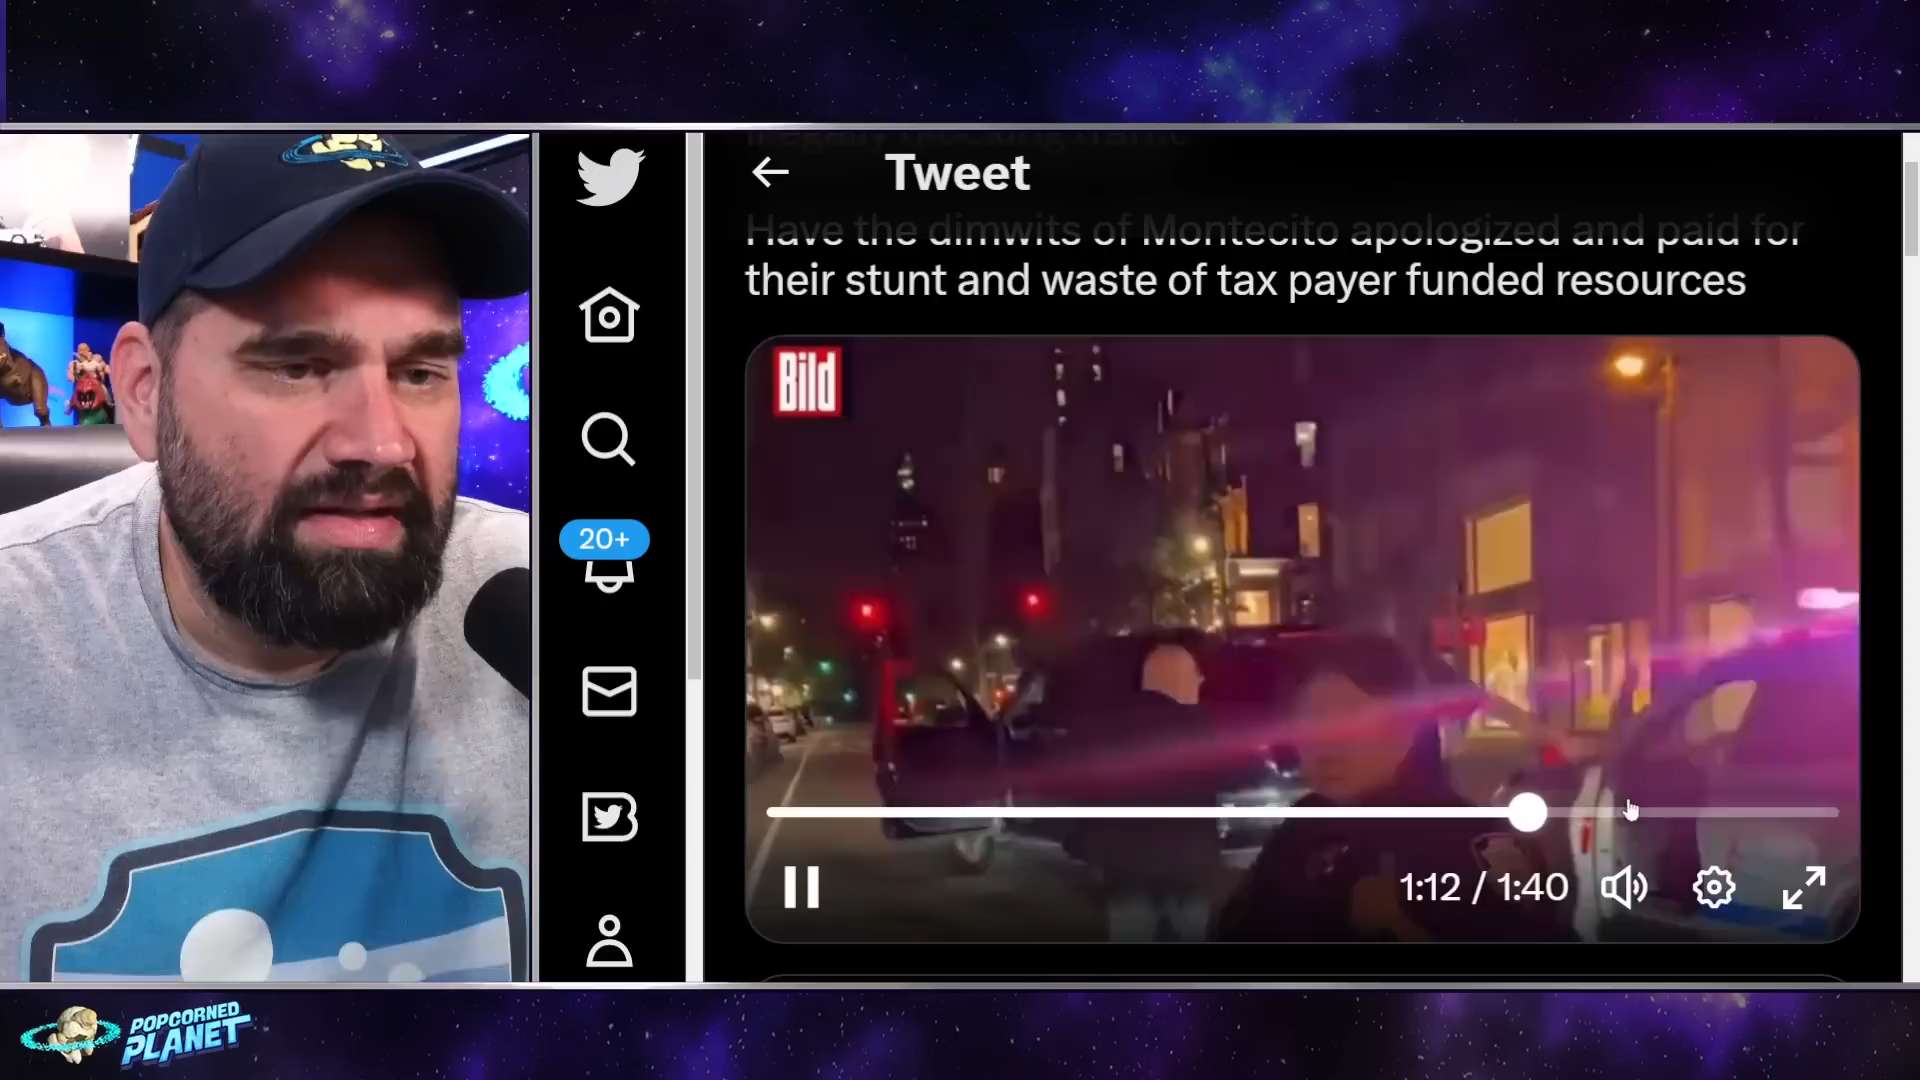 Tweet
Have the dimwits of Montecito apologized and paid for
their stunt and waste of tax payer funded resources
Bild
20+
1:12 / 1:40
POPCORNED
PLANET